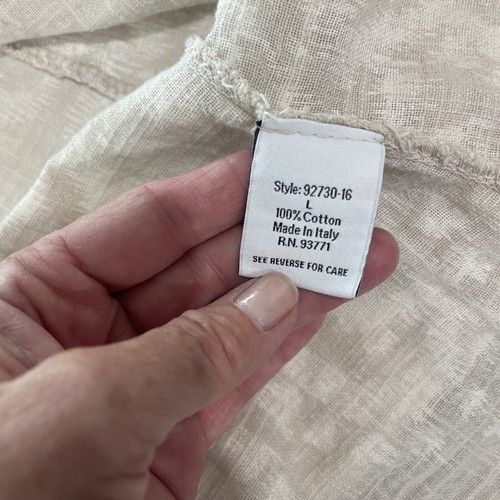 Style: 92730-16
L
100% Cotton
Made In Italy
R.N. 93771
SEE REVERSE FOR CARE